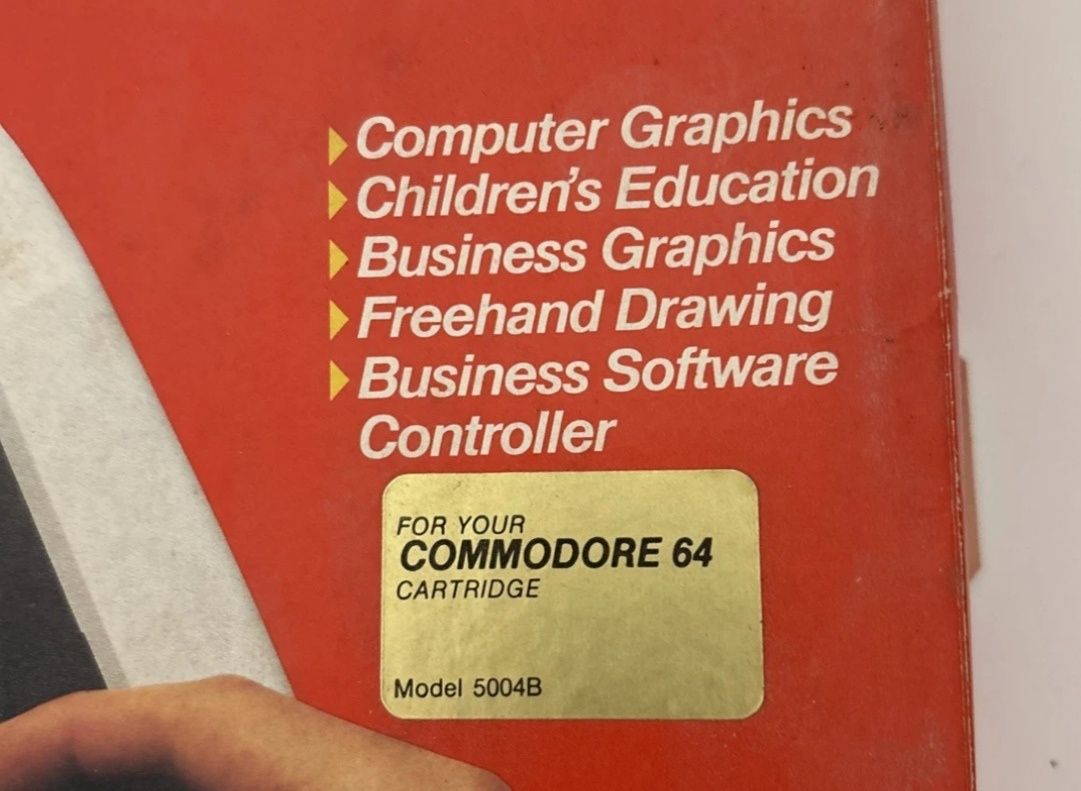 Computer Graphics
Children's Education
Business Graphics
Freehand Drawing
Business Software
Controller
FOR YOUR
COMMODORE 64
CARTRIDGE
Model 5004B